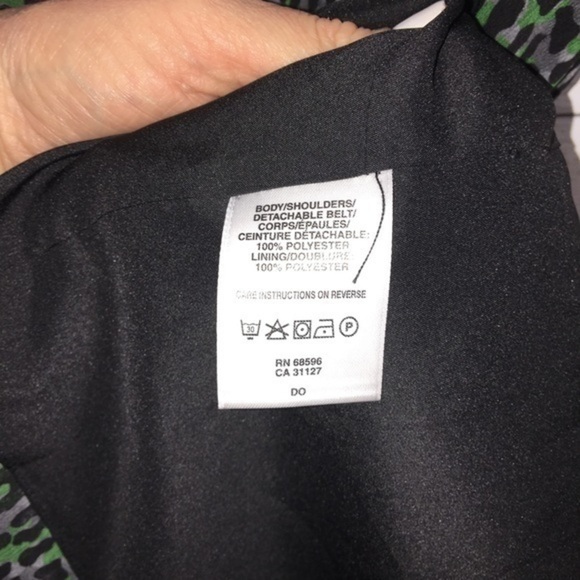 BODY/SHOULDERS/
DETACHABLE BELT/
CORPS/ÉPAULES/
CEINTURE DÉTACHABLE:
100% POLYESTER
LINING/DOUBLURE:
100% POLYESTER
CARE INSTRUCTIONS ON REVERSE
30 P
RN 68596
CA 31127
DO